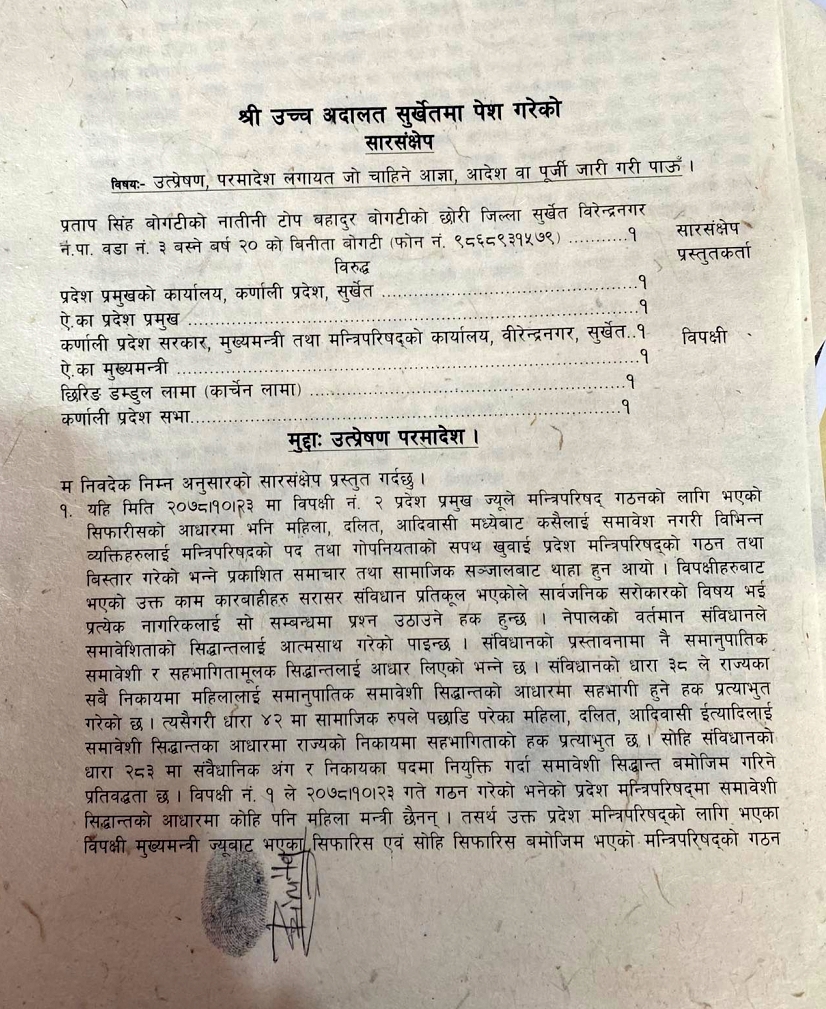 श्री उच्च अदालत सुर्खेतमा पेश गरेको
सारसंक्षेप
विषयः- उत्प्रेषण, परमादेश लगायत जो चाहिने आज्ञा, आदेश वा पूर्जी जारी गरी पाऊँ ।
प्रताप सिंह बोगटीको नातीनी टोप बहादुर बोगटीको छोरी जिल्ला सुर्खेत विरेन्द्रनगर
न.पा. वडा नं. ३ बस्ने बर्ष २० को बिनीता बोगटी (फोन नं. ९८६८९३१५७९) ...........१
सारसंक्षेप
प्रस्तुतकर्ता
विरुद्ध
प्रदेश प्रमुखको कार्यालय, कर्णाली प्रदेश, सुर्खेत ..............................................१
ऐ.का प्रदेश प्रमुख ...................................................................................१
कर्णाली प्रदेश सरकार, मुख्यमन्त्री तथा मन्त्रिपरिषद्को कार्यालय, वीरेन्द्रनगर, सुर्खेत..१
विपक्षी
ऐ.का मुख्यमन्त्री .....................................................................................१
छिरिङ डम्डुल लामा (कार्चेन लामा) ..........................................................१
कर्णाली प्रदेश सभा................................................................................१
मुद्दाः उत्प्रेषण परमादेश ।
म निवदेक निम्न अनुसारको सारसंक्षेप प्रस्तुत गर्दछु ।
१. यहि मिति २०७८।१०।२३ मा विपक्षी नं. २ प्रदेश प्रमुख ज्यूले मन्त्रिपरिषद् गठनको लागि भएको
सिफारीसको आधारमा भनि महिला, दलित, आदिवासी मध्येबाट कसैलाई समावेश नगरी विभिन्न
व्यक्तिहरुलाई मन्त्रिपरिषद्को पद तथा गोपनियताको सपथ खुवाई प्रदेश मन्त्रिपरिषद्को गठन तथा
बिस्तार गरेको भन्ने प्रकाशित समाचार तथा सामाजिक सञ्जालबाट थाहा हुन आयो । विपक्षीहरुबाट
भएको उक्त काम कारबाहीहरु सरासर संविधान प्रतिकूल भएकोले सार्वजनिक सरोकारको विषय भई
प्रत्येक नागरिकलाई सो सम्बन्धमा प्रश्न उठाउने हक हुन्छ । नेपालको वर्तमान संविधानले
समावेशिताको सिद्धान्तलाई आत्मसाथ गरेको पाइन्छ । संविधानको प्रस्तावनामा नै समानुपातिक
समावेशी र सहभागितामूलक सिद्धान्तलाई आधार लिएको भन्ने छ । संविधानको धारा ३८ ले राज्यका
सबै निकायमा महिलालाई समानुपातिक समावेशी सिद्धान्तको आधारमा सहभागी हुने हक प्रत्याभुत
गरेको छ । त्यसैगरी धारा ४२ मा सामाजिक रुपले पछाडि परेका महिला, दलित, आदिवासी ईत्यादिलाई
समावेशी सिद्धान्तका आधारमा राज्यको निकायमा सहभागिताको हक प्रत्याभुत छ । सोहि संविधानको
धारा २८३ मा संवैधानिक अंग र निकायका पदमा नियुक्ति गर्दा समावेशी सिद्धान्त बमोजिम गरिने
प्रतिवद्धता छ । विपक्षी नं. १ ले २०७८।१०।२३ गते गठन गरेको भनेको प्रदेश मन्त्रिपरिषद्मा समावेशी
सिद्धान्तको आधारमा कोहि पनि महिला मन्त्री छैनन् । तसर्थ उक्त प्रदेश मन्त्रिपरिषद्को लागि भएका
विपक्षी मुख्यमन्त्री ज्यूबाट भएका सिफारिस एवं सोहि सिफारिस बमोजिम भएको मन्त्रिपरिषद्को गठन